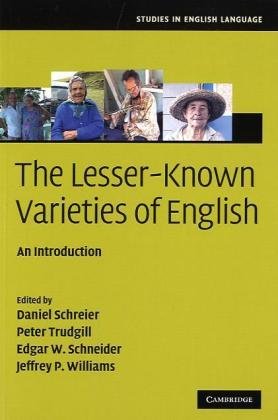 STUDIES IN ENGLISH LANGUAGE
The Lesser-Known
Varieties of English
An Introduction
Edited by
Daniel Schreier
Peter Trudgill
Edgar W. Schneider
Jeffrey P. Williams
CAMBRIDGE